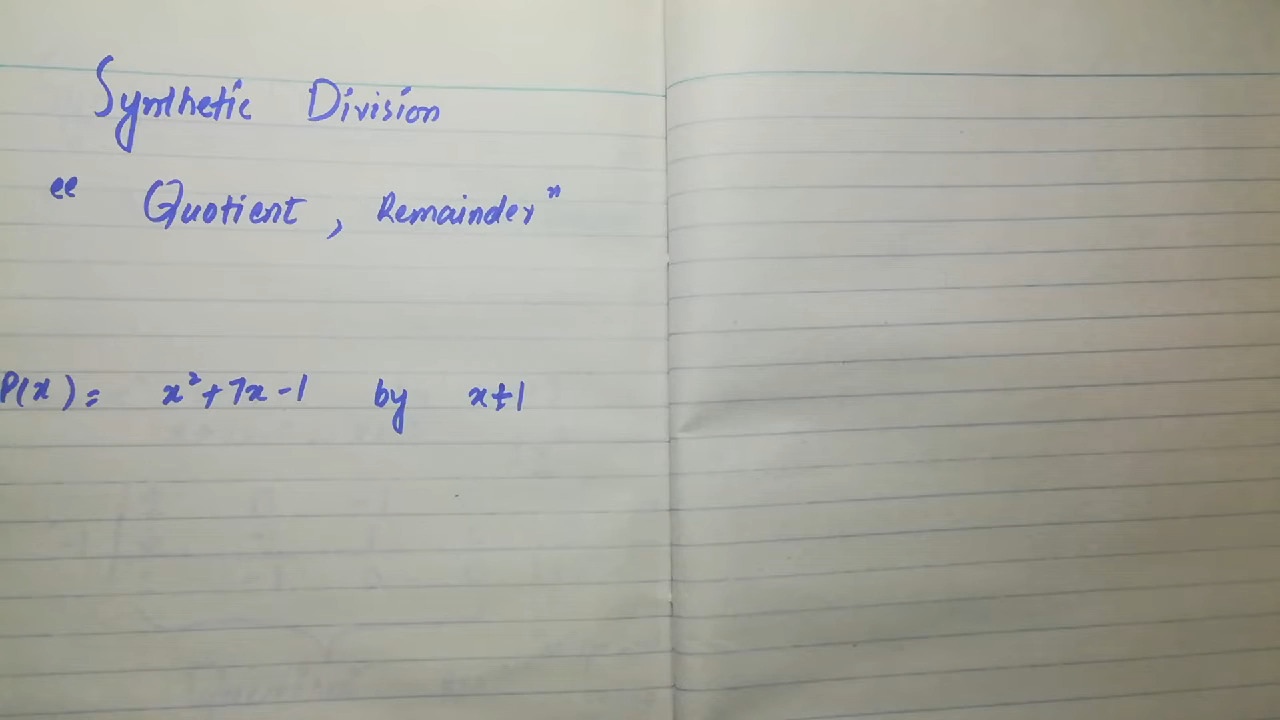 Synthetic Division
“ Quotient, Remainder ”
P(x) = x² + 7x - 1 by x+1